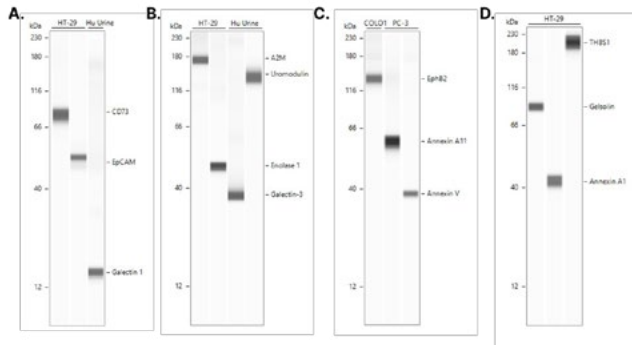 A.
HT-29 Hu Urine
kDa
230
180
116
66
40
12
CD73
EpCAM
Galectin 1
B.
HT-29 Hu Urine
kDa
230
180
116
66
40
12
A2M
Uromodulin
Enolase 1
Galectin-3
C.
COLO1 PC-3
kDa
230
180
116
66
40
12
EphB2
Annexin A11
Annexin V
D.
HT-29
kDa
230
180
116
66
40
12
THBS1
Gelsolin
Annexin A1